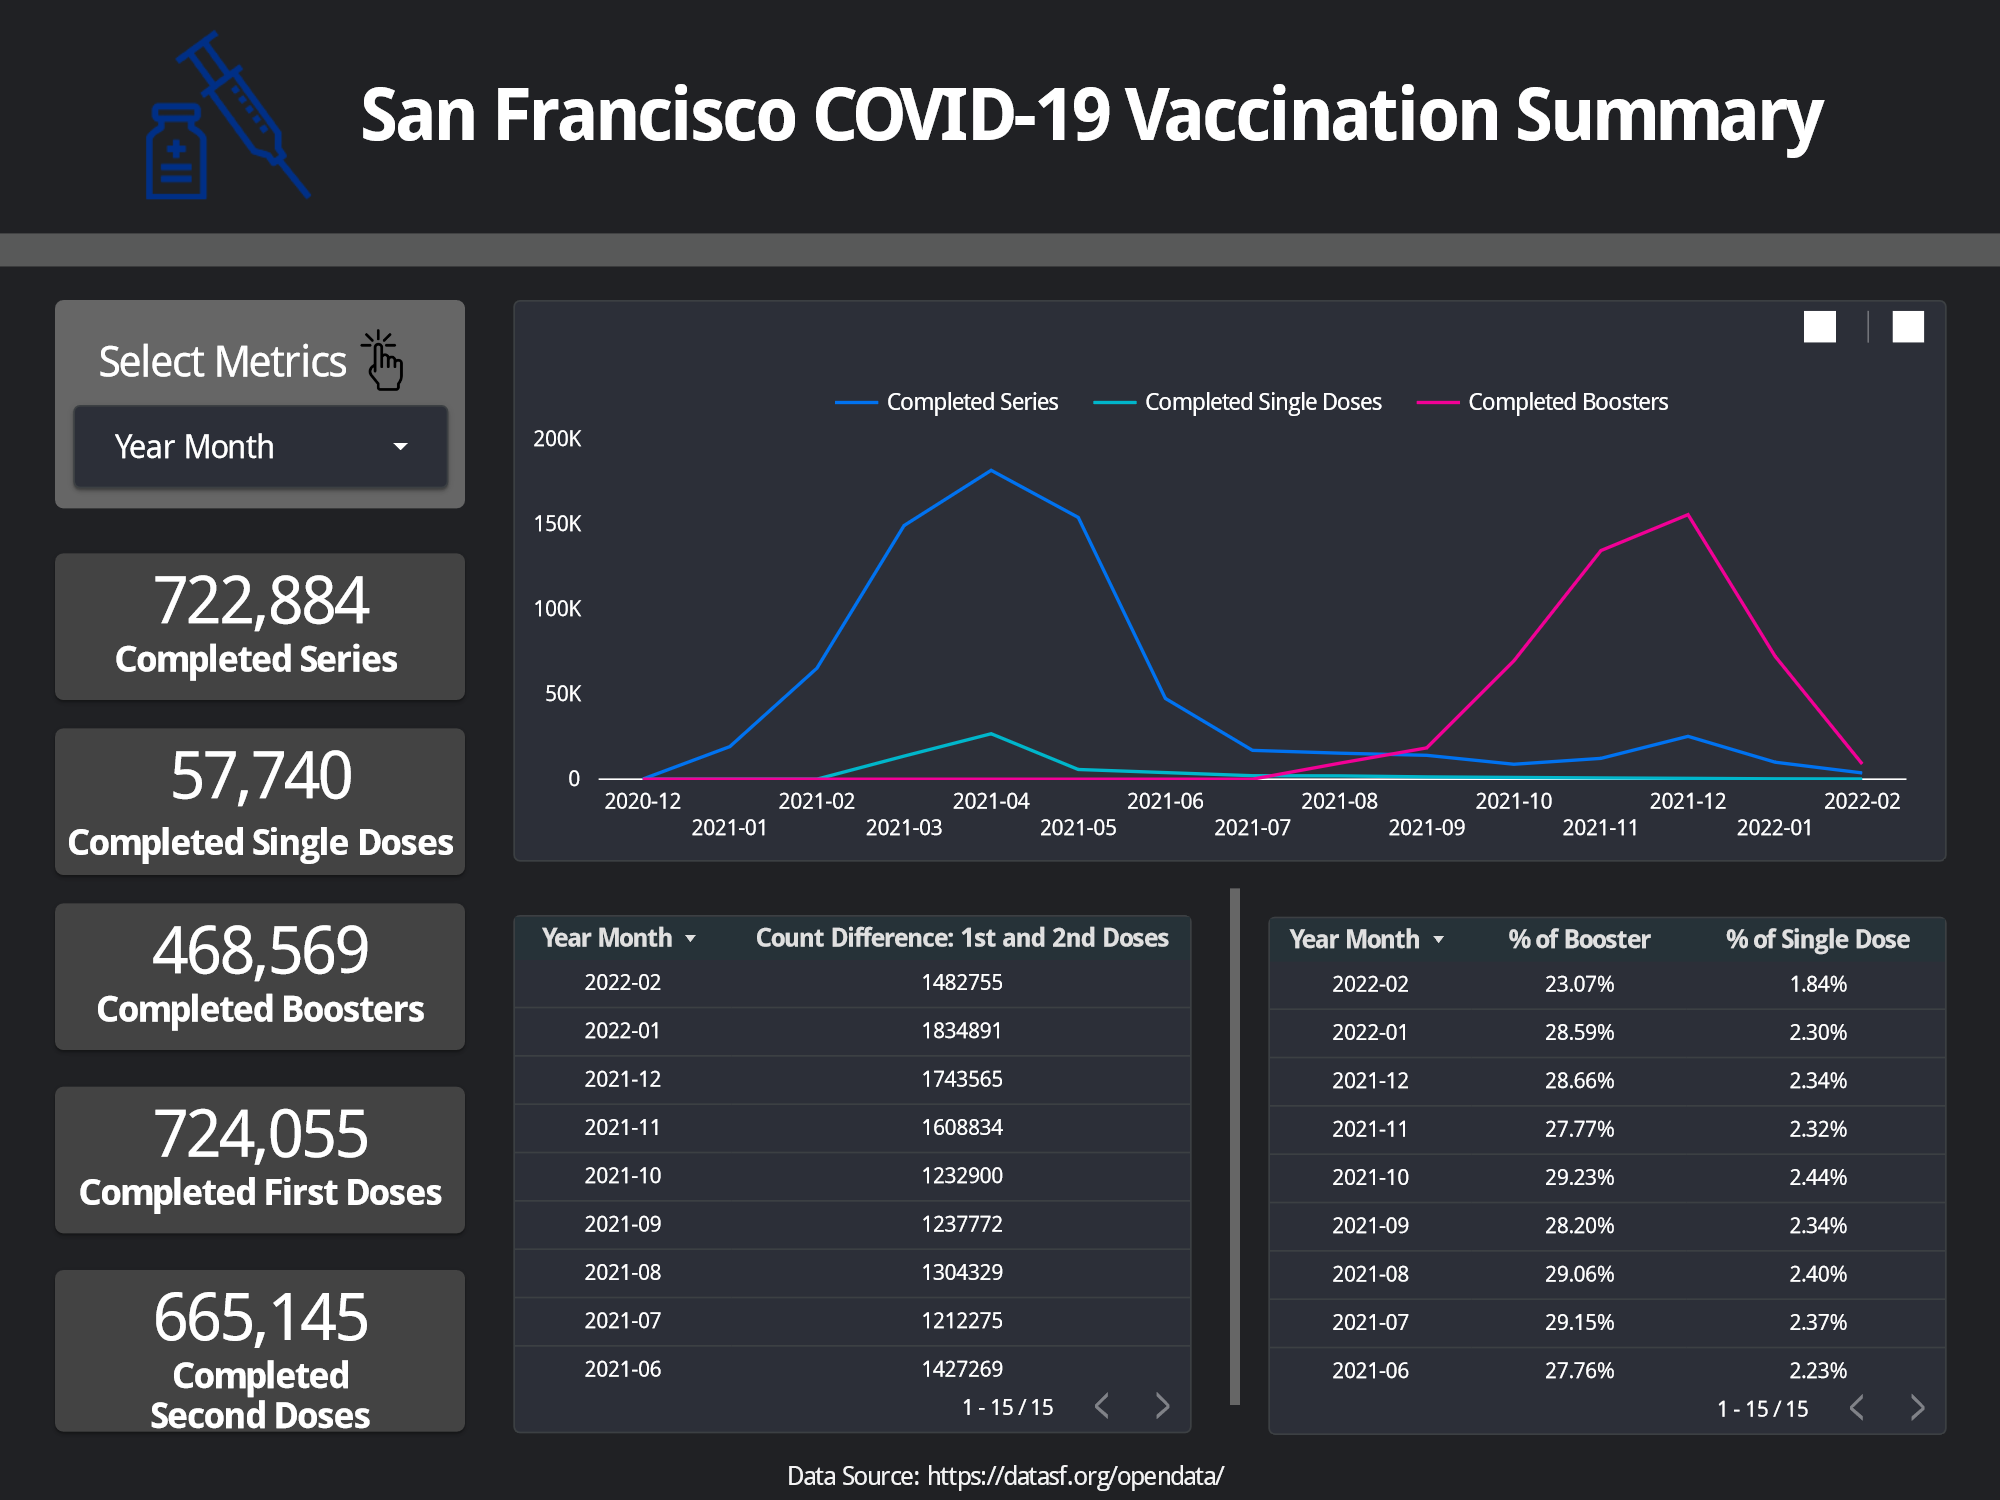 San Francisco COVID-19 Vaccination Summary
Select Metrics
Year Month
722,884
Completed Series
57,740
Completed Single Doses
468,569
Completed Boosters
724,055
Completed First Doses
665,145
Completed
Second Doses
Completed Series Completed Single Doses Completed Boosters
200K
150K
100K
50K
0
2020-12 2021-02 2021-04 2021-06 2021-08 2021-10 2021-12 2022-02
2021-01 2021-03 2021-05 2021-07 2021-09 2021-11 2022-01
Year Month Count Difference: 1st and 2nd Doses
2022-02 1482755
2022-01 1834891
2021-12 1743565
2021-11 1608834
2021-10 1232900
2021-09 1237772
2021-08 1304329
2021-07 1212275
2021-06 1427269
1 - 15 / 15
Year Month % of Booster % of Single Dose
2022-02 23.07% 1.84%
2022-01 28.59% 2.30%
2021-12 28.66% 2.34%
2021-11 27.77% 2.32%
2021-10 29.23% 2.44%
2021-09 28.20% 2.34%
2021-08 29.06% 2.40%
2021-07 29.15% 2.37%
2021-06 27.76% 2.23%
1 - 15 / 15
Data Source: https://datasf.org/opendata/